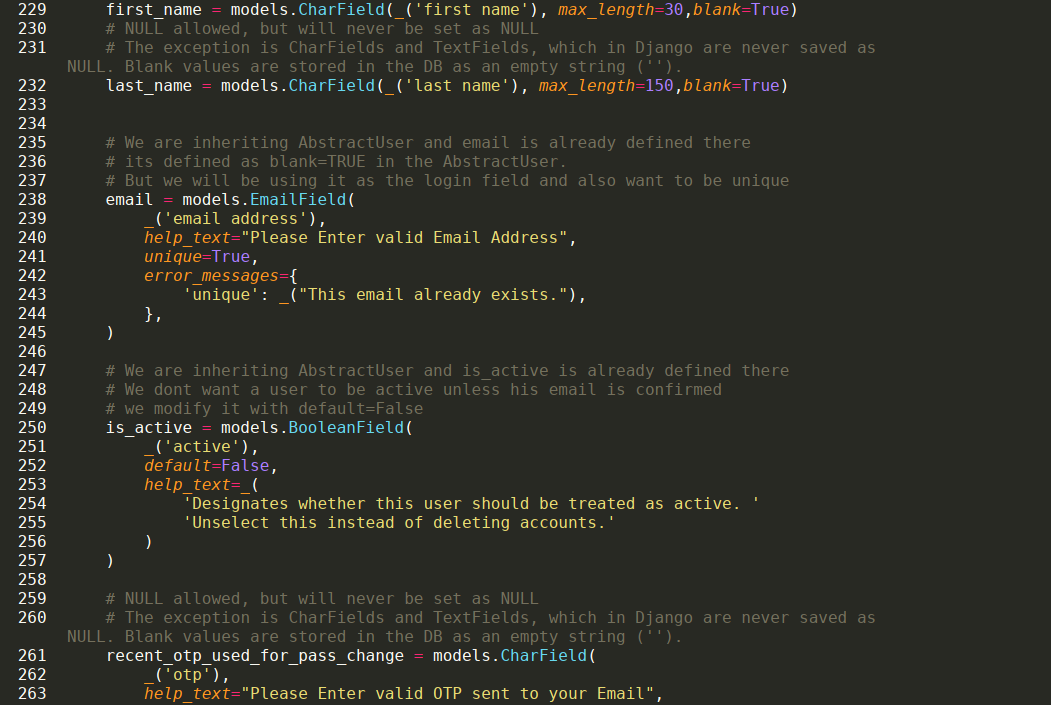 229 first_name = models.CharField(_('first name'), max_length=30,blank=True)
230 # NULL allowed, but will never be set as NULL
231 # The exception is CharFields and TextFields, which in Django are never saved as
NULL. Blank values are stored in the DB as an empty string ('').
232 last_name = models.CharField(_('last name'), max_length=150,blank=True)
233
234
235 # We are inheriting AbstractUser and email is already defined there
236 # its defined as blank=TRUE in the AbstractUser.
237 # But we will be using it as the login field and also want to be unique
238 email = models.EmailField(
239 _('email address'),
240 help_text="Please Enter valid Email Address",
241 unique=True,
242 error_messages={
243 'unique': _("This email already exists."),
244 },
245 )
246
247 # We are inheriting AbstractUser and is_active is already defined there
248 # We dont want a user to be active unless his email is confirmed
249 # we modify it with default=False
250 is_active = models.BooleanField(
251 _('active'),
252 default=False,
253 help_text=_(
254 'Designates whether this user should be treated as active. '
255 'Unselect this instead of deleting accounts.'
256 )
257 )
258
259 # NULL allowed, but will never be set as NULL
260 # The exception is CharFields and TextFields, which in Django are never saved as
NULL. Blank values are stored in the DB as an empty string ('').
261 recent_otp_used_for_pass_change = models.CharField(
262 _('otp'),
263 help_text="Please Enter valid OTP sent to your Email",